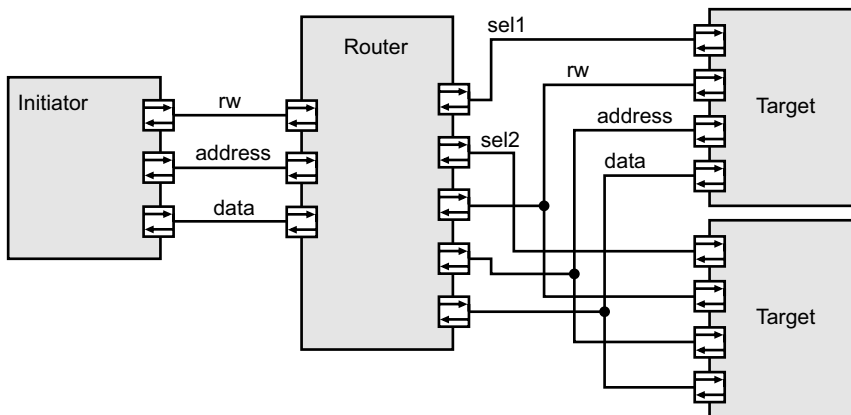 Initiator
rw
address
data
Router
sel1
sel2
rw
address
data
Target
Target